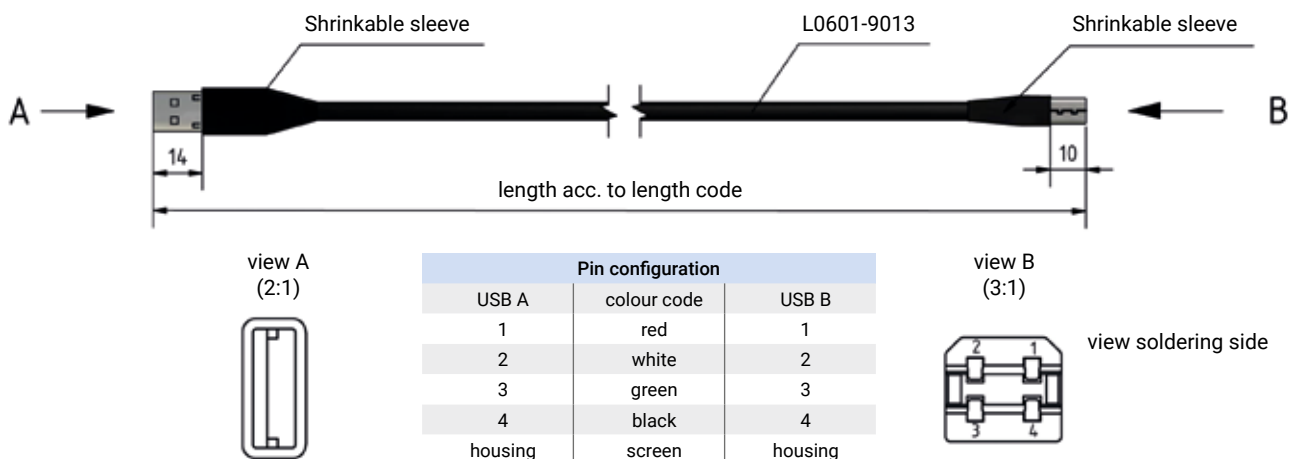 Shrinkable sleeve
L0601-9013
Shrinkable sleeve
A
B
14
10
length acc. to length code
view A
(2:1)
Pin configuration
USB A colour code USB B
1 red 1
2 white 2
3 green 3
4 black 4
housing screen housing
view B
(3:1)
view soldering side
2 1
3 4